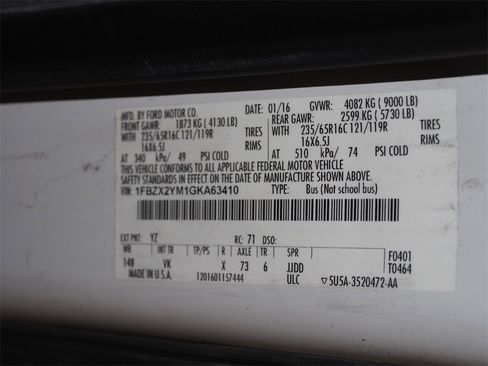 MFD. BY FORD MOTOR CO. DATE: 01/16 GVWR: 4082 KG ( 9000 LB)
FRONT GAWR: 1873 KG ( 4130 LB) REAR GAWR: 2599 KG ( 5730 LB)
WITH 235/65R16C 121/119R TIRES WITH 235/65R16C 121/119R TIRES
16X6.5J RIMS 16X6.5J RIMS
AT 340 kPa/ 49 PSI COLD AT 510 kPa/ 74 PSI COLD
THIS VEHICLE CONFORMS TO ALL APPLICABLE FEDERAL MOTOR VEHICLE
SAFETY STANDARDS IN EFFECT ON THE DATE OF MANUFACTURE SHOWN ABOVE.
VIN: 1FBZX2YM1GKA63410 TYPE: Bus (Not school bus)
EXT PNT: YZ RC: 71 DSO:
WB INT TR TP/PS R AXLE TR SPR F0401
148 VK X 73 6 JJDD T0464
MADE IN U.S.A. 1201601157444 ULC ▽5U5A-3520472-AA